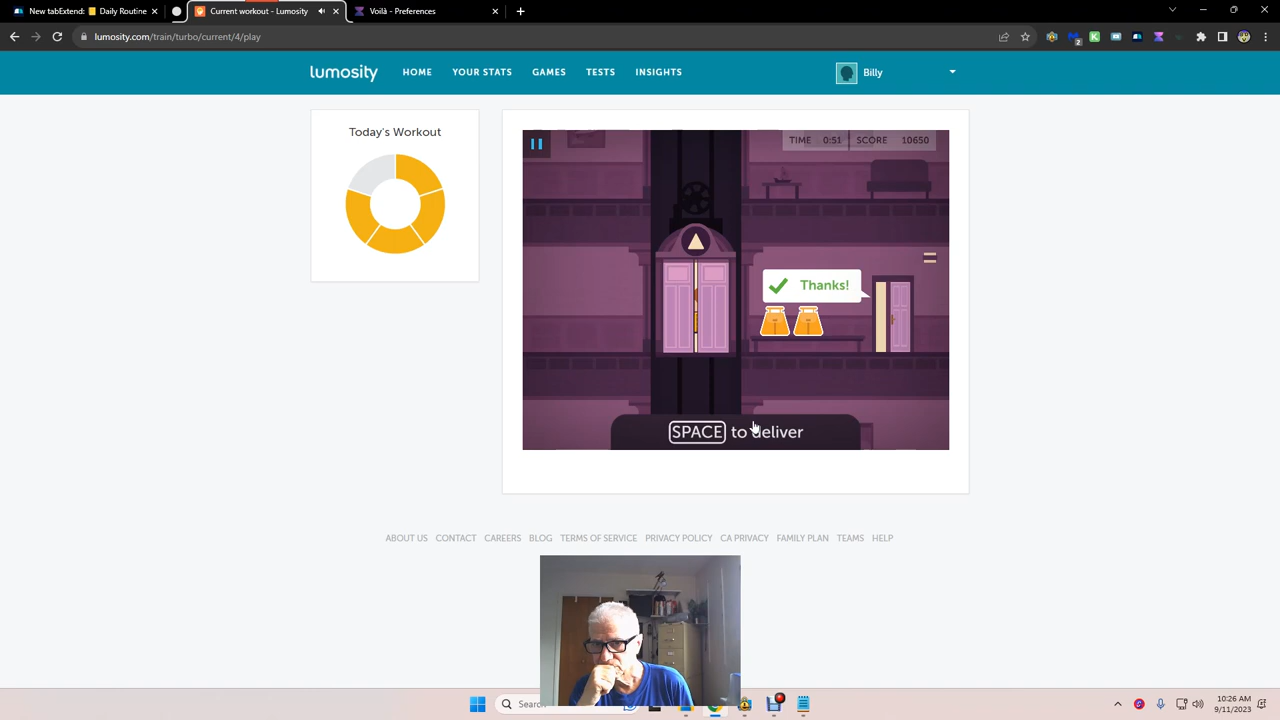 New tabExtend: Daily Routine
Current workout - Lumosity
Voilà - Preferences
lumosity.com/train/turbo/current/4/play
2
lumosity
HOME
YOUR STATS
GAMES
TESTS
INSIGHTS
Billy
Today's Workout
TIME 0:51 SCORE 10650
Thanks!
SPACE to deliver
ABOUT US CONTACT CAREERS BLOG TERMS OF SERVICE PRIVACY POLICY CA PRIVACY FAMILY PLAN TEAMS HELP
Search
10:26 AM
9/11/2023